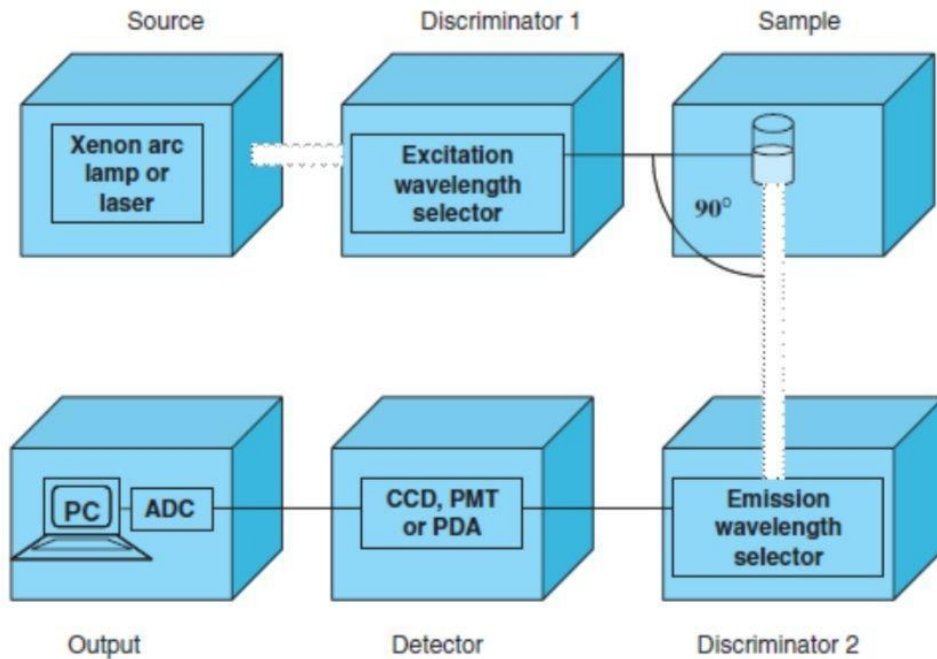 Source
Discriminator 1
Sample
Xenon arc
lamp or
laser
Excitation
wavelength
selector
90°
PC
ADC
CCD, PMT
or PDA
Emission
wavelength
selector
Output
Detector
Discriminator 2